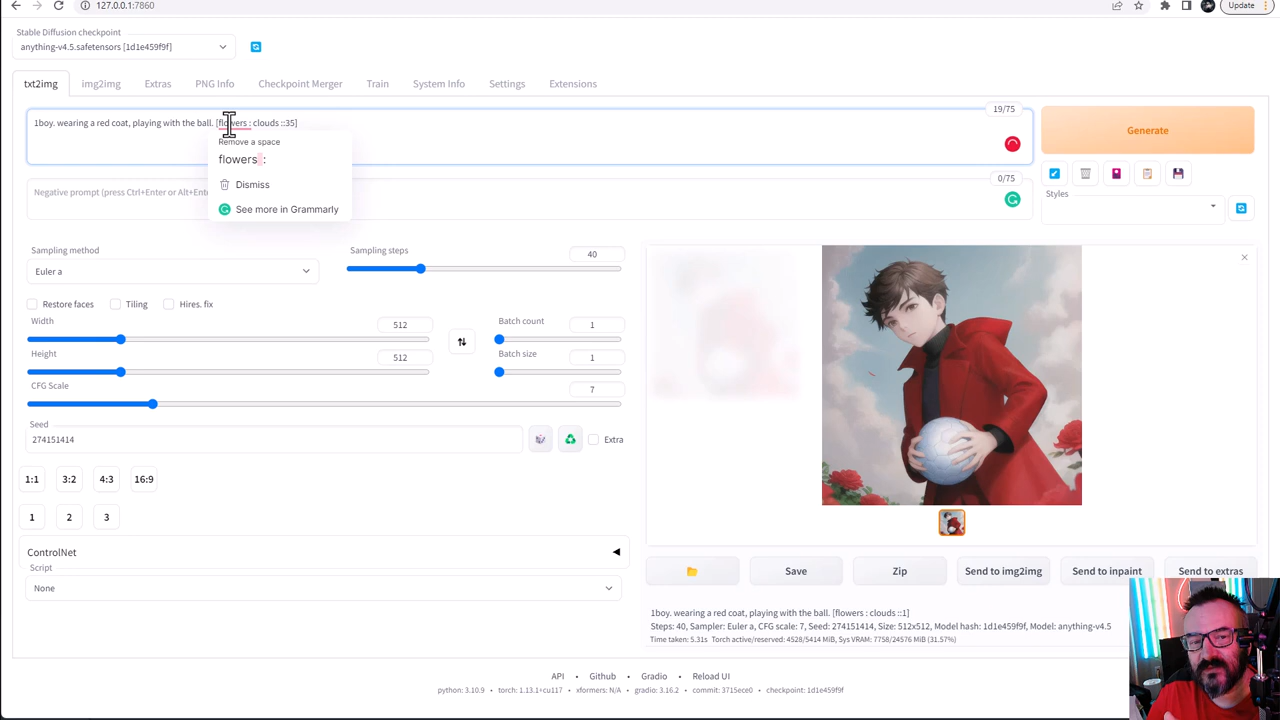 127.0.0.1:7860
Update
Stable Diffusion checkpoint
anything-v4.5.safetensors [1d1e459f9f]
txt2img
img2img
Extras
PNG Info
Checkpoint Merger
Train
System Info
Settings
Extensions
1boy. wearing a red coat, playing with the ball. [flowers : clouds ::35]
19/75
Remove a space
flowers :
Dismiss
See more in Grammarly
Negative prompt (press Ctrl+Enter or Alt+Ente
0/75
Generate
Styles
Sampling method
Euler a
Sampling steps
40
Restore faces
Tiling
Hires. fix
Width
512
Height
512
Batch count
1
Batch size
1
CFG Scale
7
Seed
274151414
Extra
1:1
3:2
4:3
16:9
1
2
3
ControlNet
Script
None
Save
Zip
Send to img2img
Send to inpaint
Send to extras
1boy. wearing a red coat, playing with the ball. [flowers : clouds ::1]
Steps: 40, Sampler: Euler a, CFG scale: 7, Seed: 274151414, Size: 512x512, Model hash: 1d1e459f9f, Model: anything-v4.5
Time taken: 5.31s Torch active/reserved: 4528/5414 MiB, Sys VRAM: 7758/24576 MiB (31.57%)
API • Github • Gradio • Reload UI
python: 3.10.9 • torch: 1.13.1+cu117 • xformers: N/A • gradio: 3.16.2 • commit: 3715ece0 • checkpoint: 1d1e459f9f